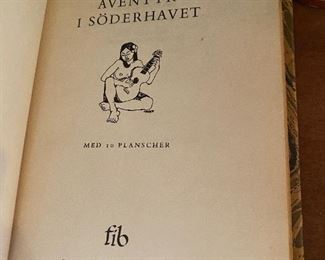 ÄVENTYR
I SÖDERHAVET
MED 10 PLANSCHER
fib